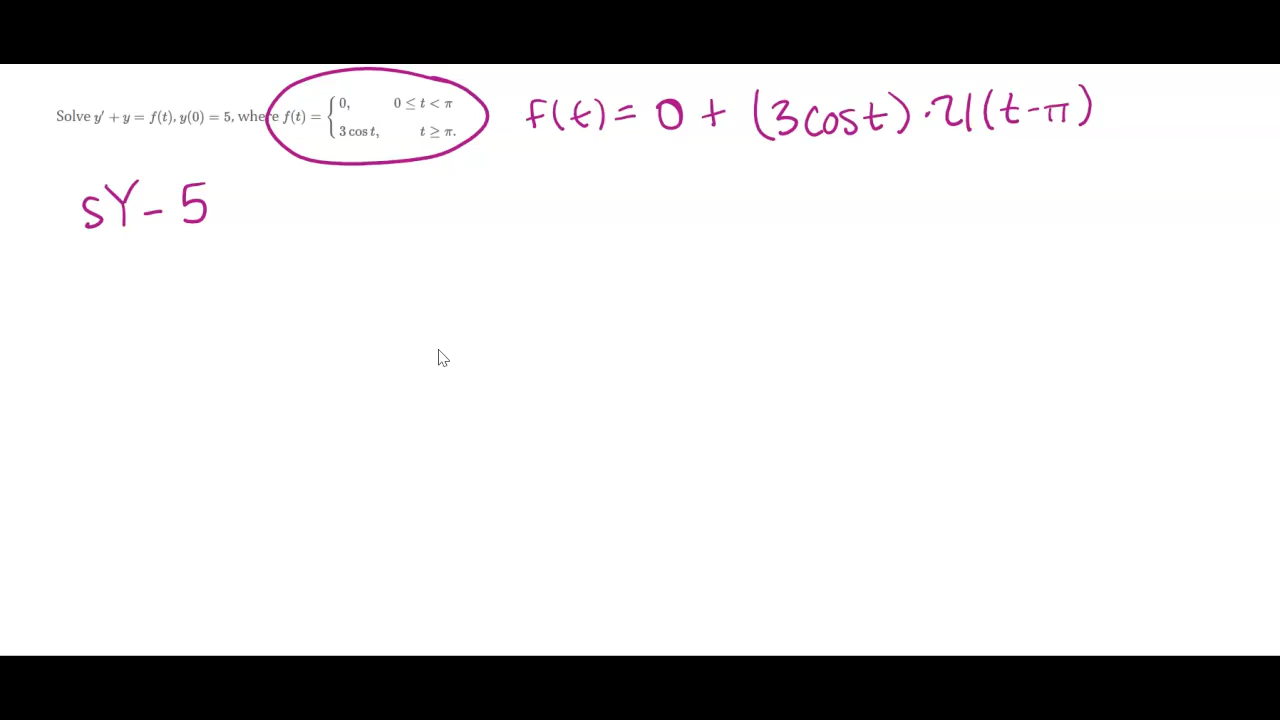 Solve y′ + y = f(t), y(0) = 5, where f(t) = { 0, 0 ≤ t < π
3 cos t, t ≥ π.
f(t) = 0 + (3cost)·𝒰(t-π)
sY - 5